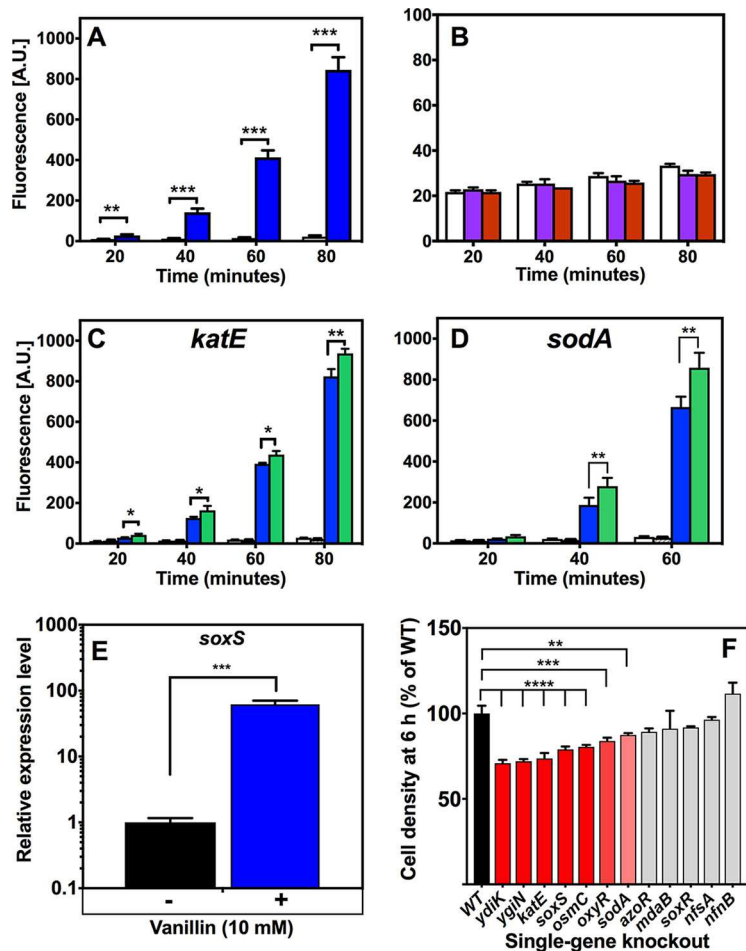 A
Fluorescence [A.U.]
1000
800
600
400
200
0
**
***
***
***
20 40 60 80
Time (minutes)
B
100
80
60
40
20
0
20 40 60 80
Time (minutes)
C
katE
Fluorescence [A.U.]
1000
800
600
400
200
0
*
*
*
**
20 40 60 80
Time (minutes)
D
sodA
1000
800
600
400
200
0
**
**
20 40 60
Time (minutes)
E
soxS
Relative expression level
1000
100
10
1
0.1
***
- +
Vanillin (10 mM)
F
Cell density at 6 h (% of WT)
150
100
50
**
***
****
WT ydiK ygiN katE soxS osmC oxyR sodA azoR mdaB soxR nfsA nfnB
Single-gene knockout